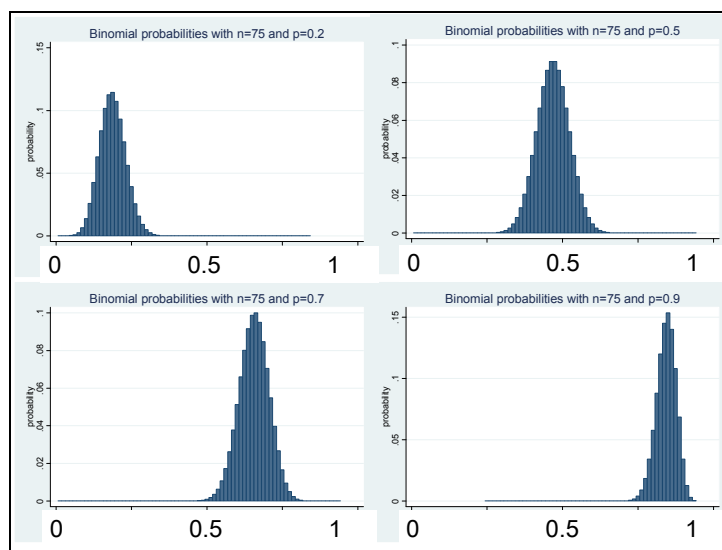 Binomial probabilities with n=75 and p=0.2
probability
.15
.1
.05
0
0 0.5 1
Binomial probabilities with n=75 and p=0.5
probability
.1
.08
.06
.04
.02
0
0 0.5 1
Binomial probabilities with n=75 and p=0.7
probability
.1
.08
.06
.04
.02
0
0 0.5 1
Binomial probabilities with n=75 and p=0.9
probability
.15
.1
.05
0
0 0.5 1